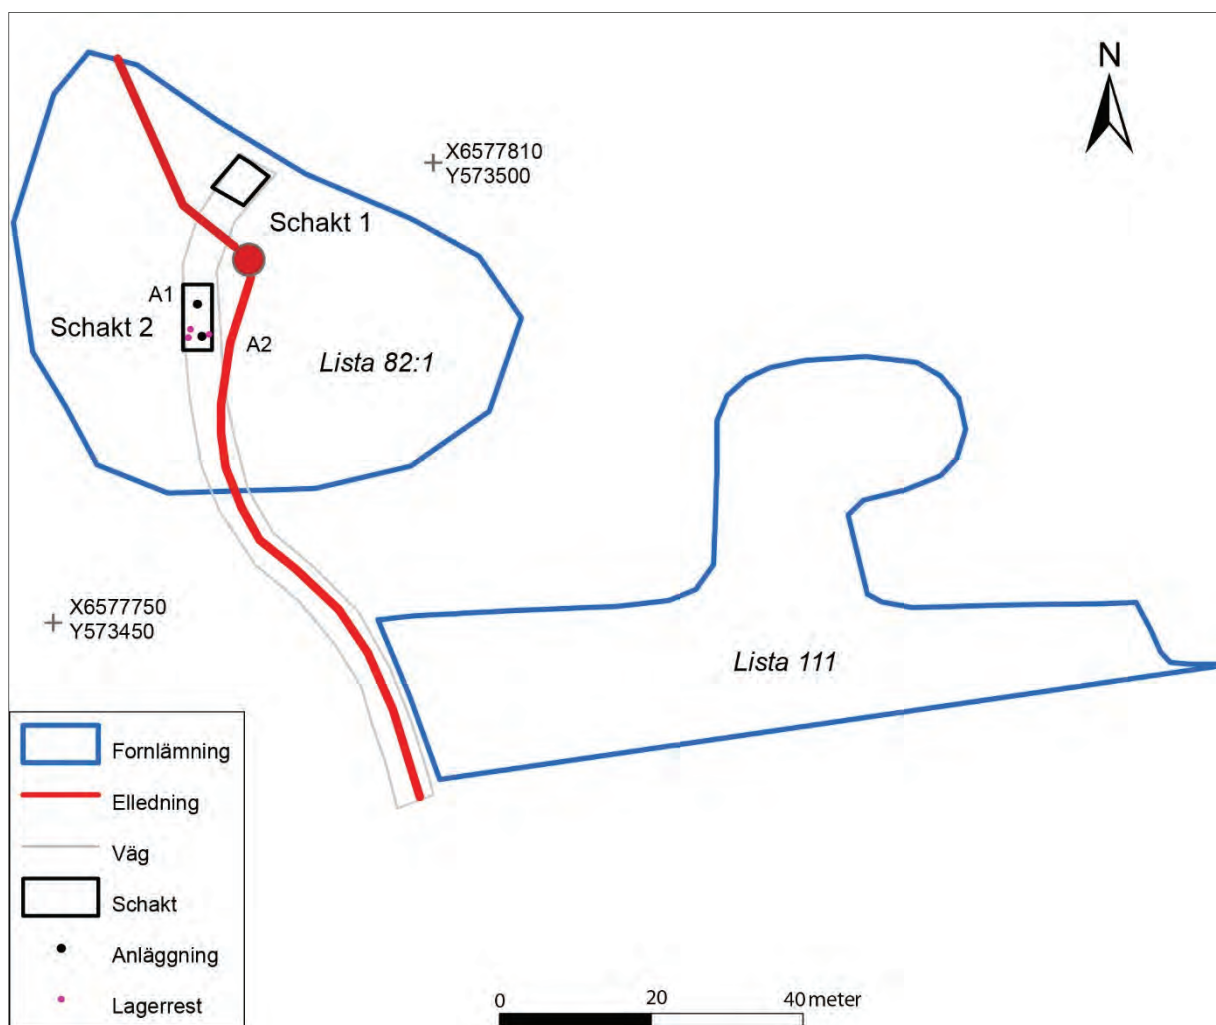 N
X6577810
Y573500
Schakt 1
A1
Schakt 2
A2
Lista 82:1
X6577750
Y573450
Lista 111
Fornlämning
Elledning
Väg
Schakt
Anläggning
Lagerrest
0 20 40 meter